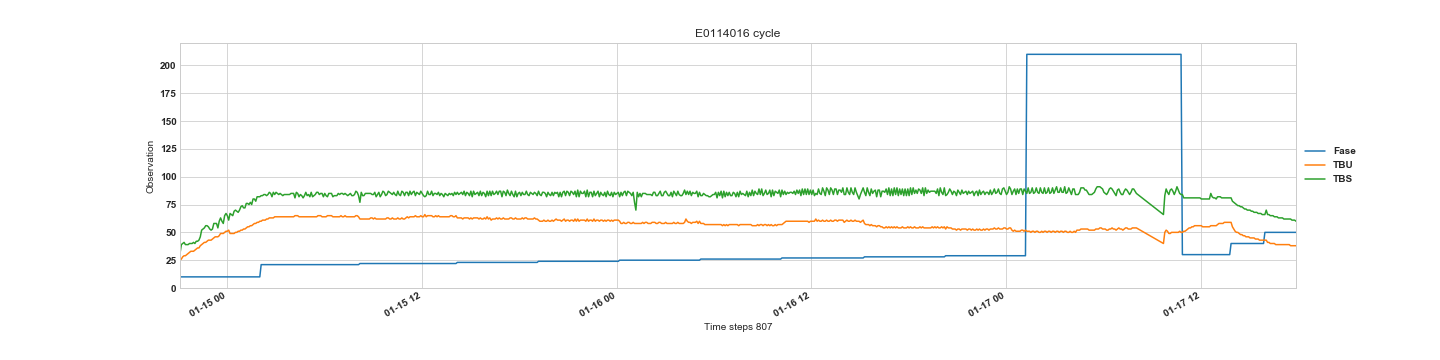 E0114016 cycle
Observation
200
175
150
125
100
75
50
25
0
01-15 00
01-15 12
01-16 00
01-16 12
01-17 00
01-17 12
Time steps 807
Fase
TBU
TBS